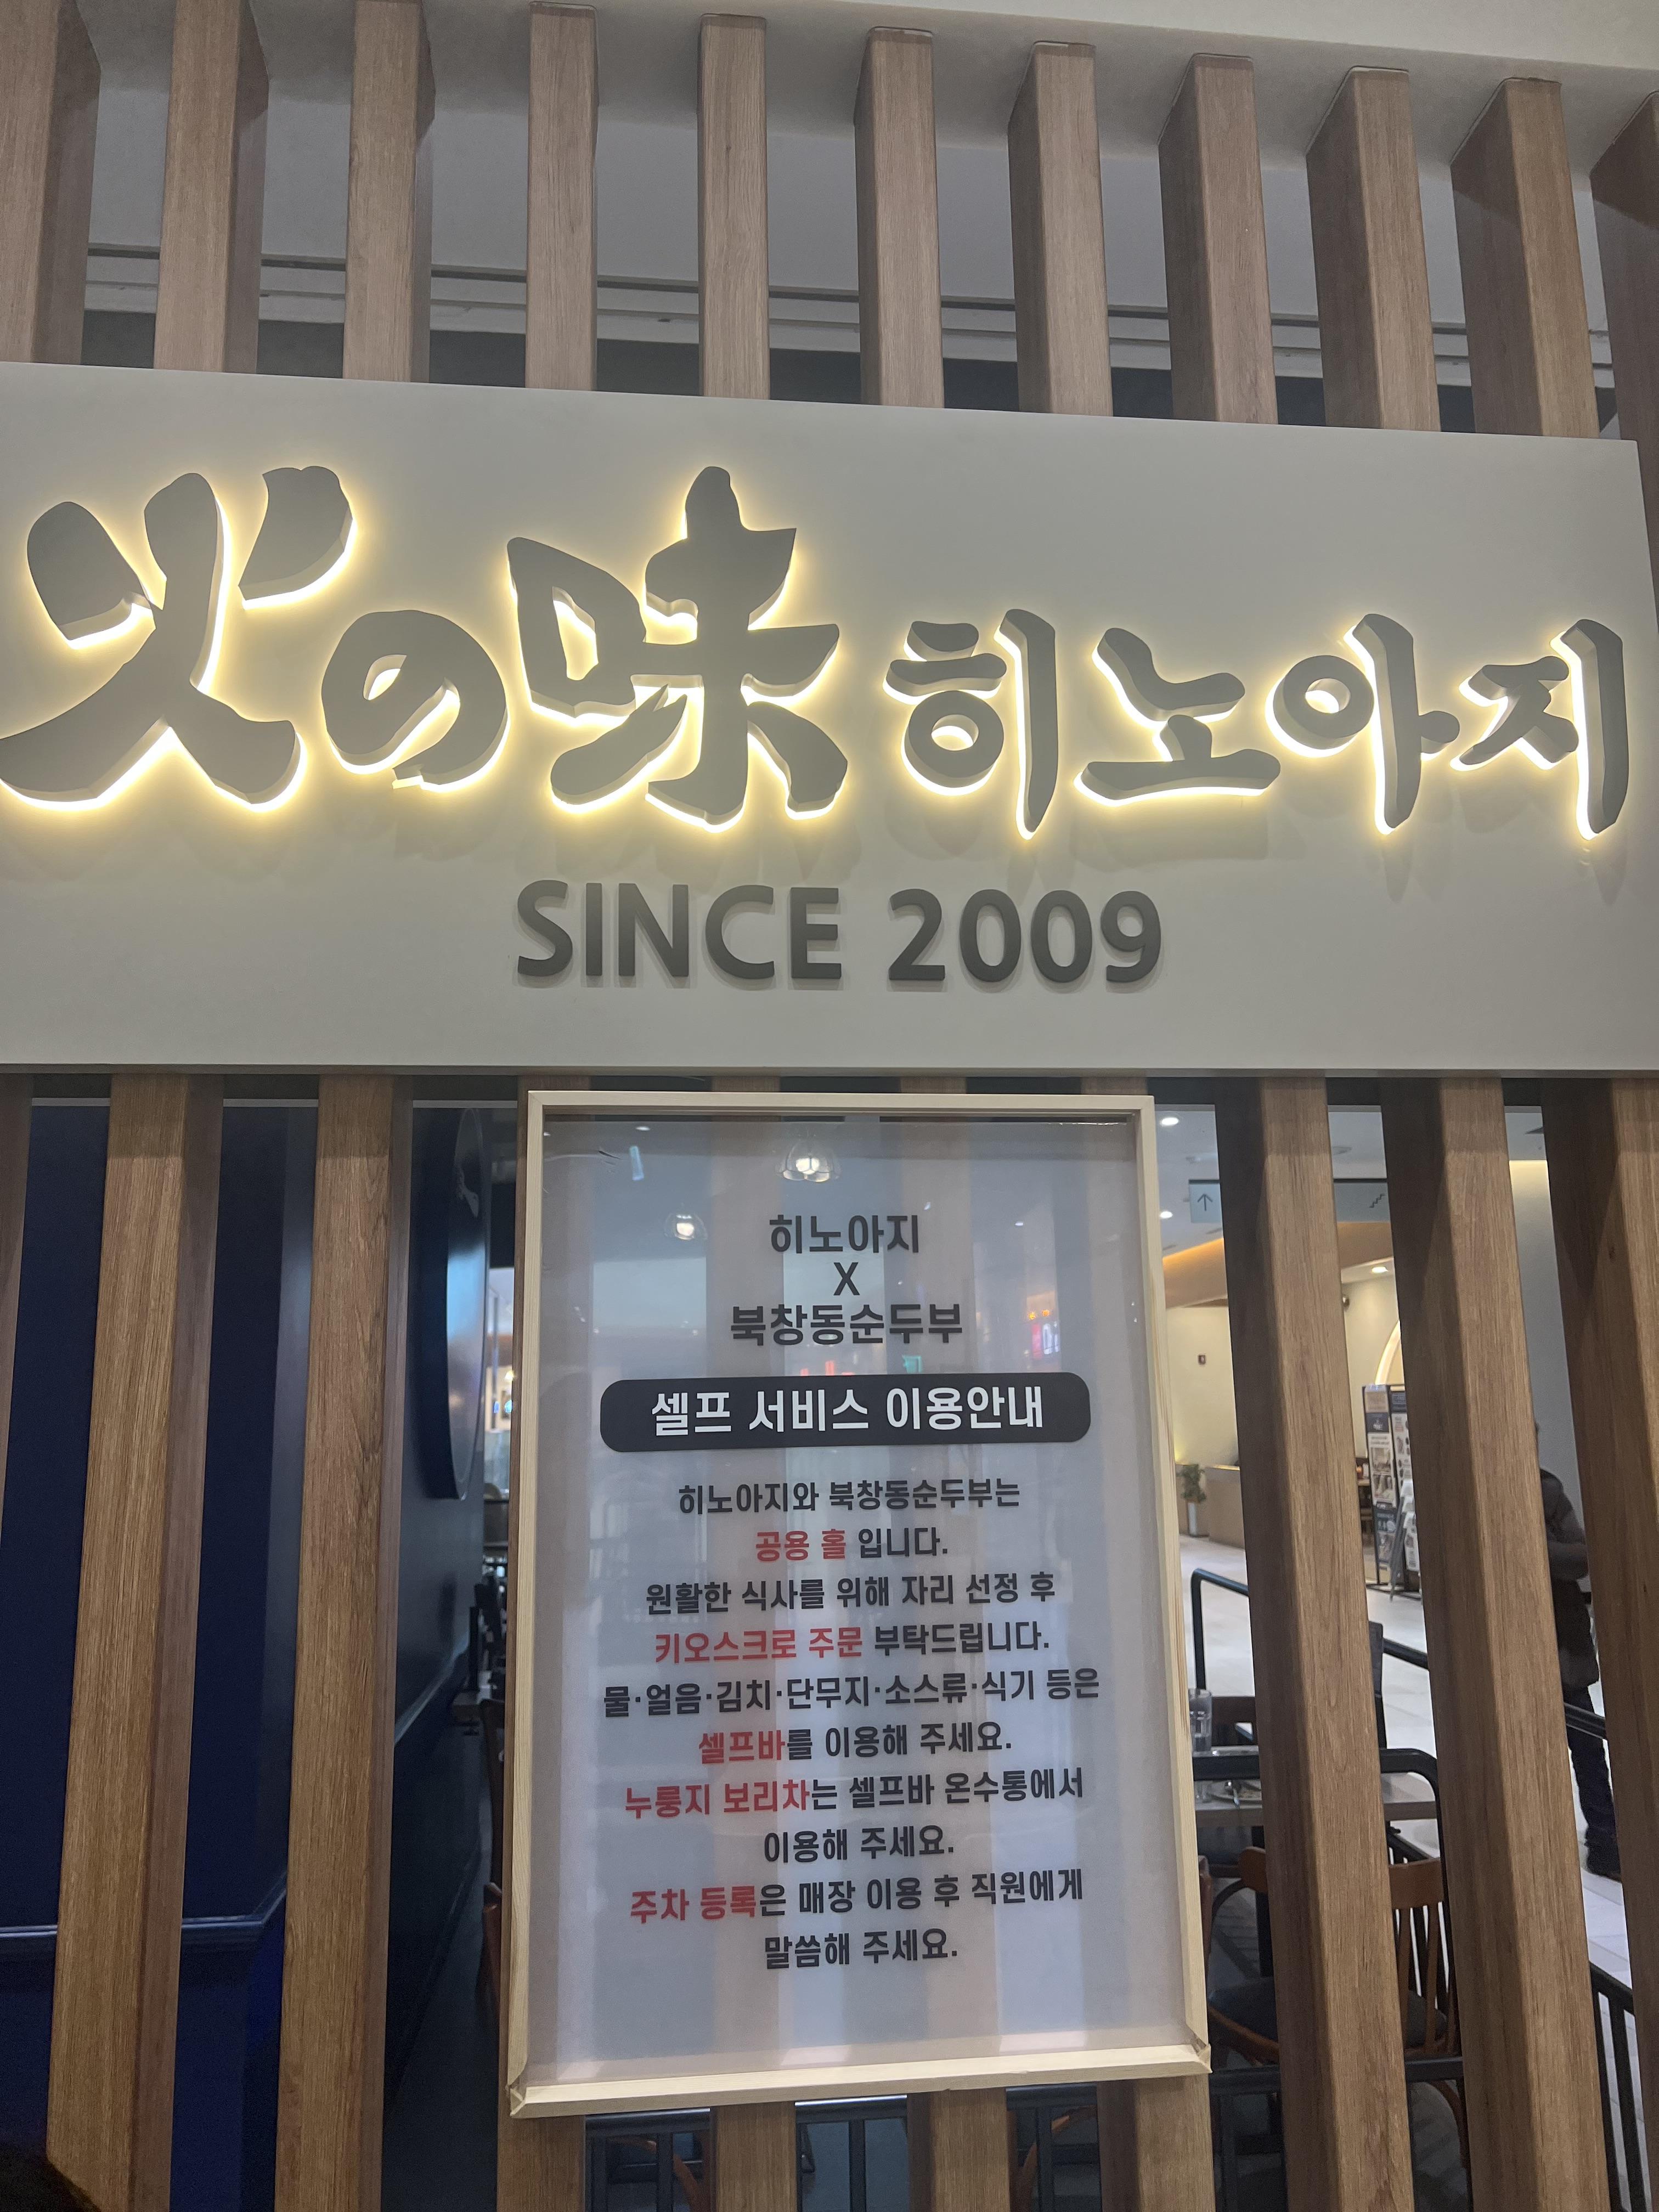 火の味 히노아지
SINCE 2009
히노아지
X
북창동순두부
셀프 서비스 이용안내
히노아지와 북창동순두부는
공용 홀 입니다.
원활한 식사를 위해 자리 선정 후
키오스크로 주문 부탁드립니다.
물·얼음·김치·단무지·소스류·식기 등은
셀프바를 이용해 주세요.
누룽지 보리차는 셀프바 온수통에서
이용해 주세요.
주차 등록은 매장 이용 후 직원에게
말씀해 주세요.